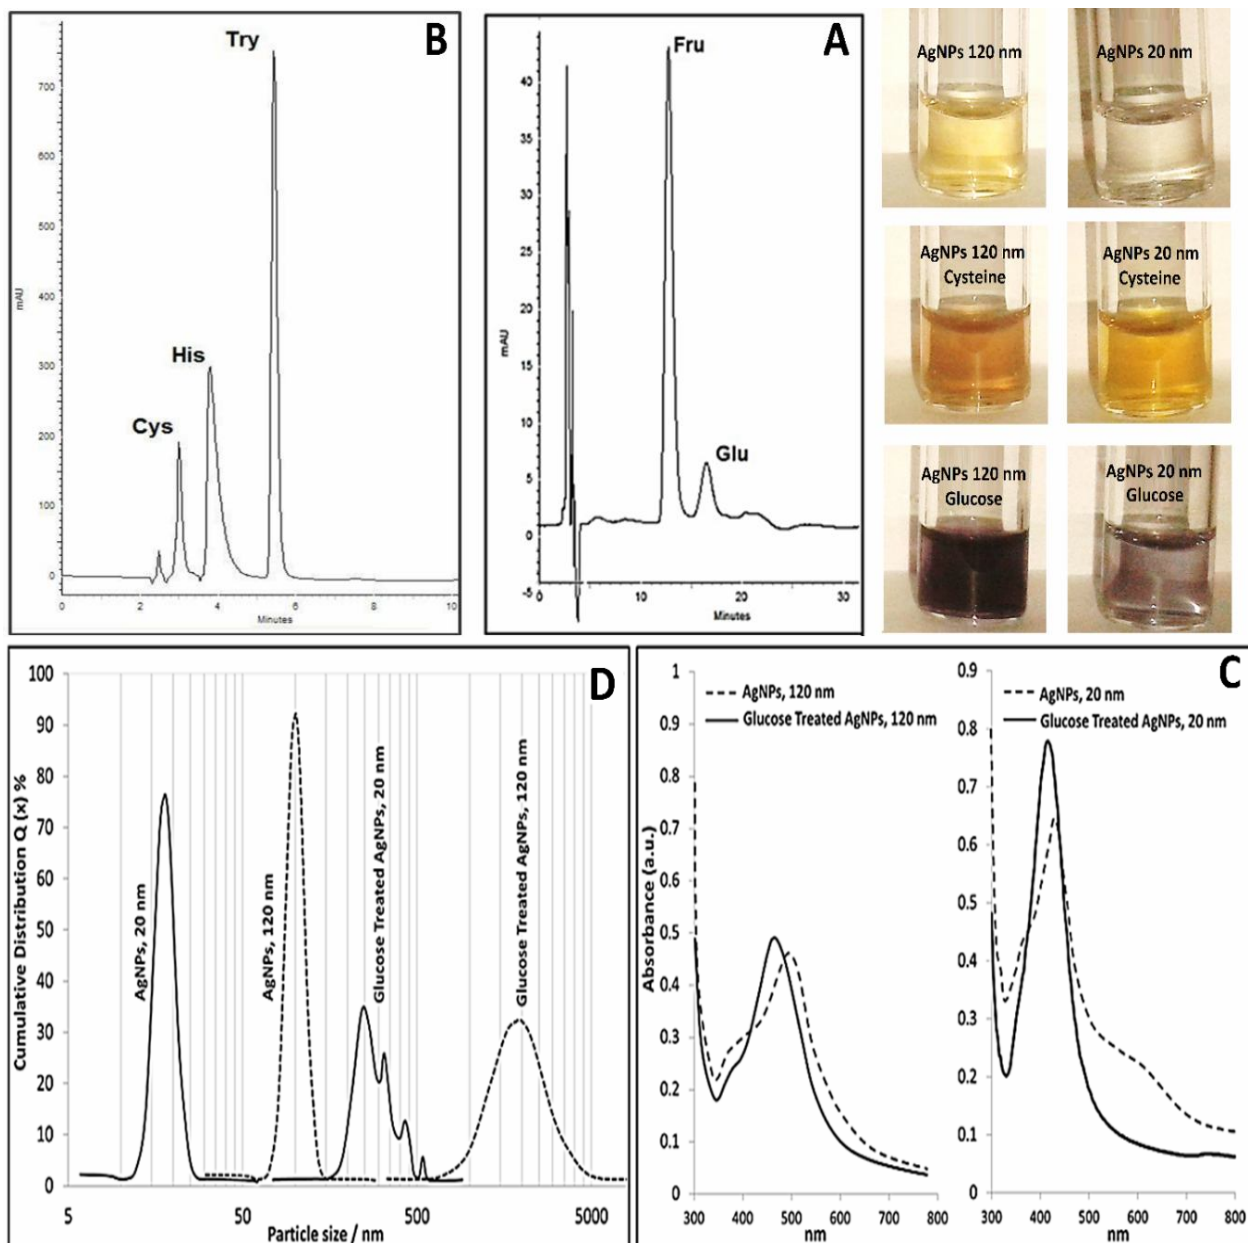 B
Try
His
Cys
mAU
700
600
500
400
300
200
100
0
0 2 4 6 8 10
Minutes
A
Fru
Glu
mAU
40
35
30
25
20
15
10
5
0
-5
0 10 20 30
Minutes
AgNPs 120 nm
AgNPs 20 nm
AgNPs 120 nm
Cysteine
AgNPs 20 nm
Cysteine
AgNPs 120 nm
Glucose
AgNPs 20 nm
Glucose
D
Cumulative Distribution Q (x) %
100
90
80
70
60
50
40
30
20
10
0
AgNPs, 20 nm
AgNPs, 120 nm
Glucose Treated AgNPs, 20 nm
Glucose Treated AgNPs, 120 nm
5 50 500 5000
Particle size / nm
C
Absorbance (a.u.)
1
0.9
0.8
0.7
0.6
0.5
0.4
0.3
0.2
0.1
0
AgNPs, 120 nm
Glucose Treated AgNPs, 120 nm
300 400 500 600 700 800
nm
0.9
0.8
0.7
0.6
0.5
0.4
0.3
0.2
0.1
0
AgNPs, 20 nm
Glucose Treated AgNPs, 20 nm
300 400 500 600 700 800
nm